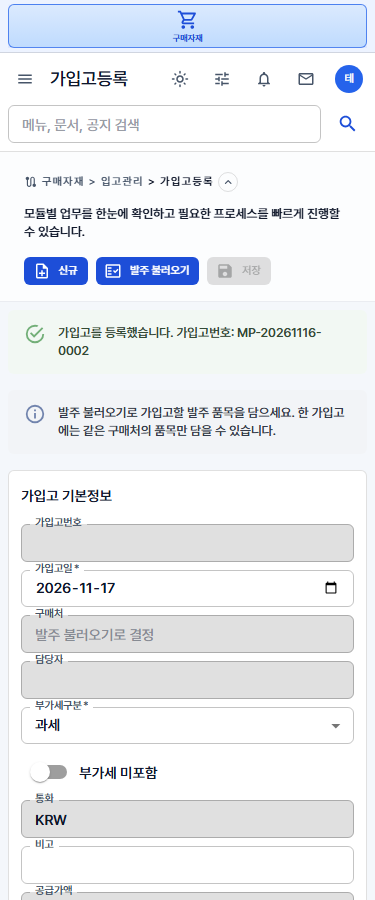 구매자재
가입고등록
테
메뉴, 문서, 공지 검색
구매자재 > 입고관리 > 가입고등록
모듈별 업무를 한눈에 확인하고 필요한 프로세스를 빠르게 진행할
수 있습니다.
신규 발주 불러오기 저장
가입고를 등록했습니다. 가입고번호: MP-20261116-
0002
발주 불러오기로 가입고할 발주 품목을 담으세요. 한 가입고
에는 같은 구매처의 품목만 담을 수 있습니다.
가입고 기본정보
가입고번호
가입고일 *
2026-11-17
구매처
발주 불러오기로 결정
담당자
부가세구분 *
과세
부가세 미포함
통화
KRW
비고
공급가액